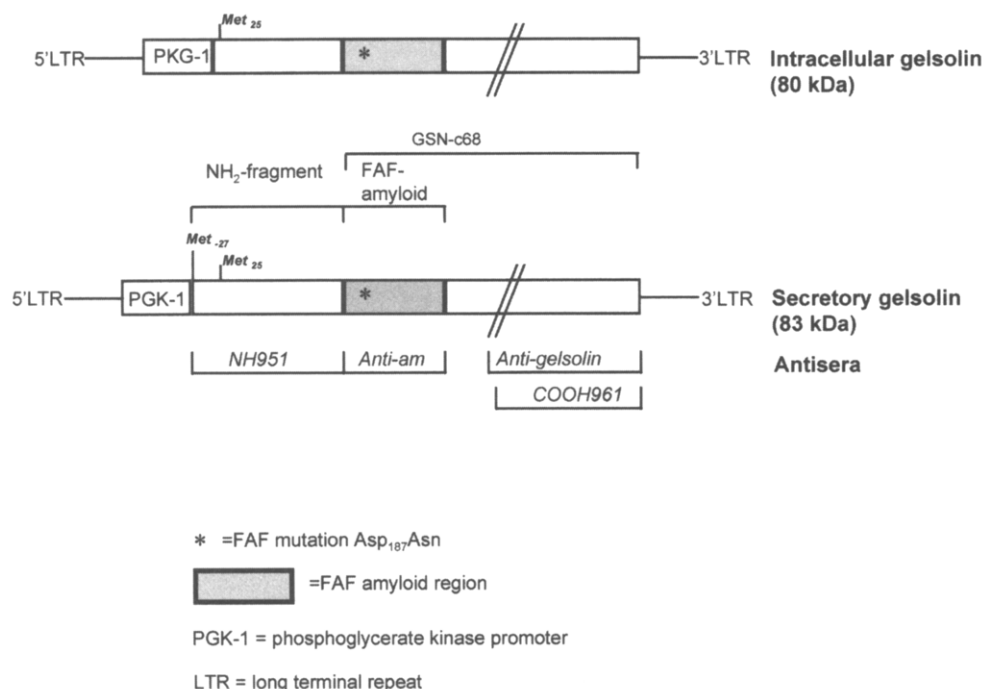 Met 25
5'LTR PKG-1 * 3'LTR Intracellular gelsolin
(80 kDa)
GSN-c68
NH2-fragment FAF-
amyloid
Met -27
Met 25
5'LTR PGK-1 * 3'LTR Secretory gelsolin
(83 kDa)
NH951 Anti-am Anti-gelsolin Antisera
COOH961
* =FAF mutation Asp187Asn
=FAF amyloid region
PGK-1 = phosphoglycerate kinase promoter
LTR = long terminal repeat